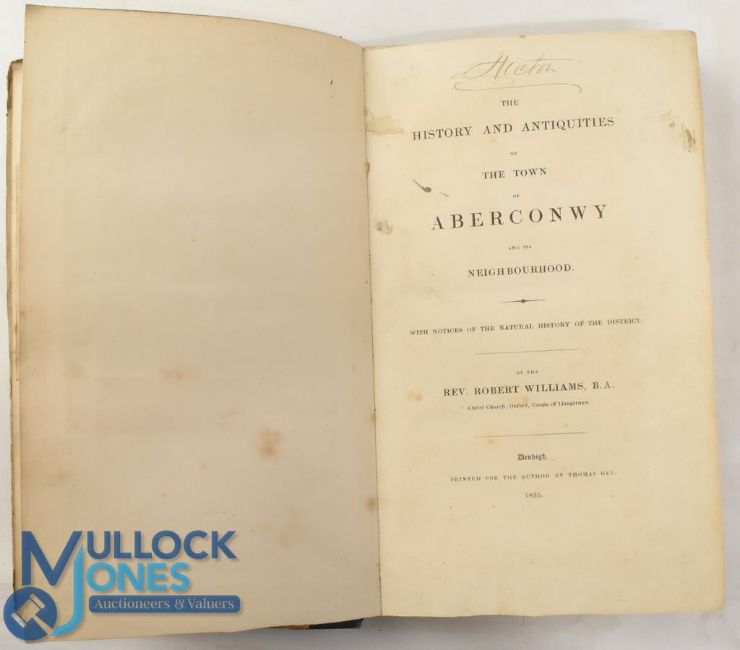 THE
HISTORY AND ANTIQUITIES
OF
THE TOWN
OF
ABERCONWY
AND ITS
NEIGHBOURHOOD.
WITH NOTICES OF THE NATURAL HISTORY OF THE DISTRICT;
BY THE
REV. ROBERT WILLIAMS, B.A.
Christ Church, Oxford, Curate of Llangernyw.
Denbigh,
PRINTED FOR THE AUTHOR BY THOMAS GEE.
1835.
MULLOCK
JONES
Auctioneers & Valuers